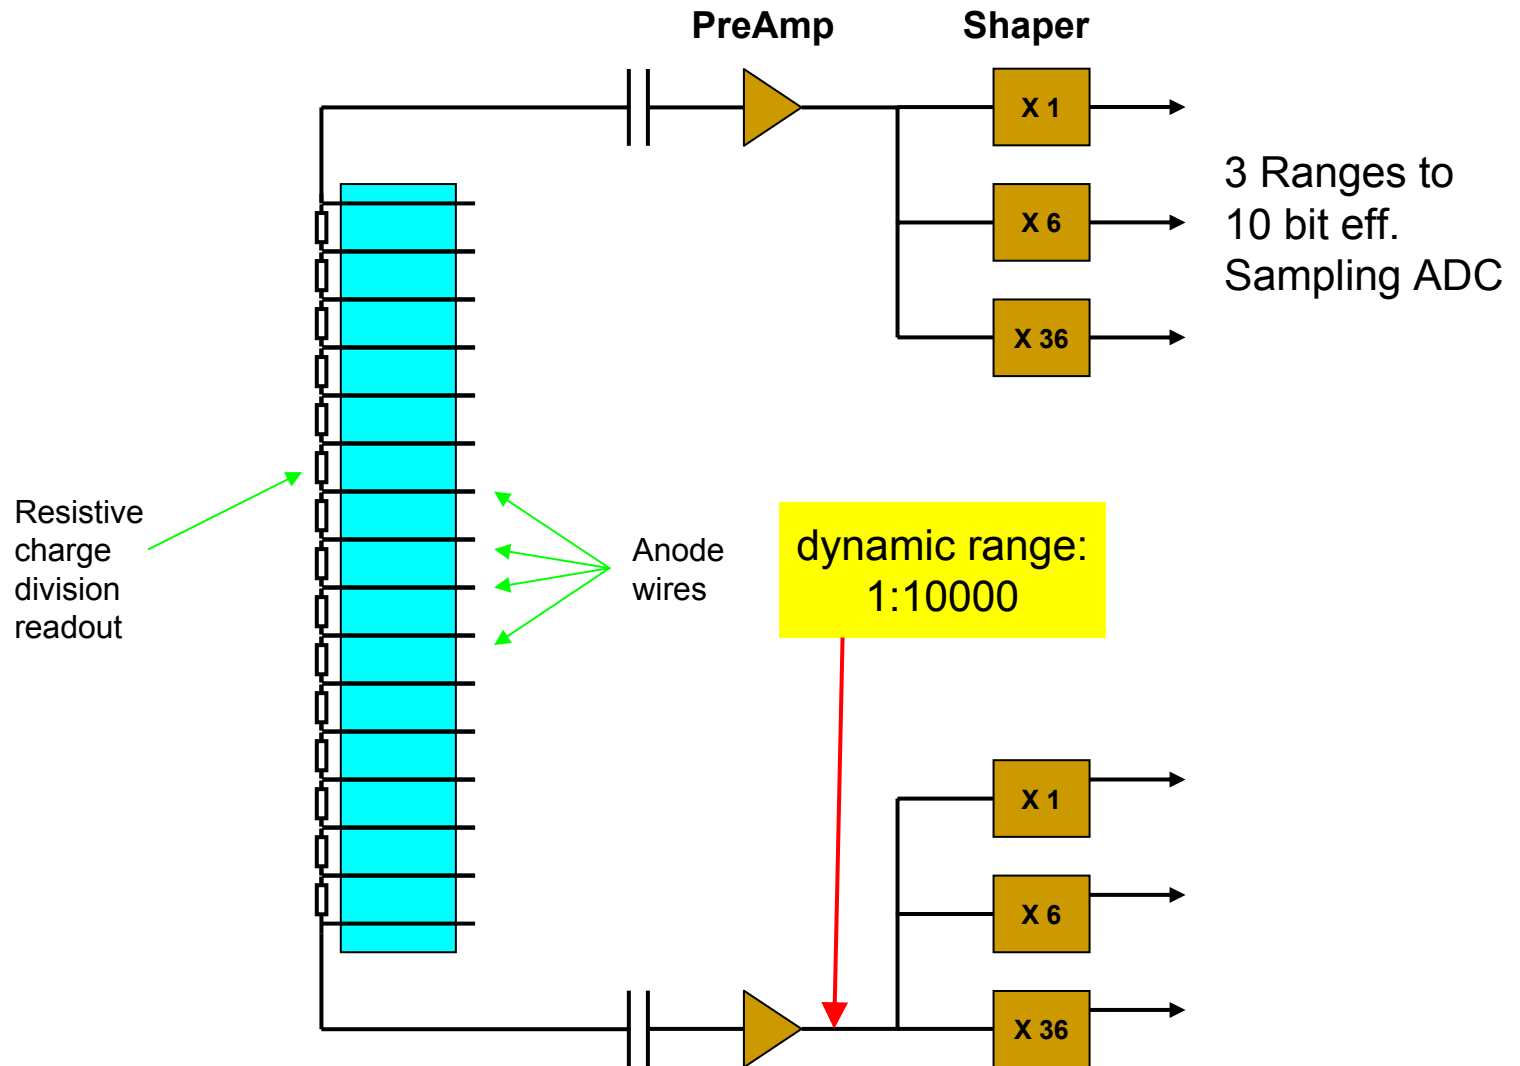 PreAmp
Shaper
X 1
X 6
X 36
3 Ranges to
10 bit eff.
Sampling ADC
Resistive
charge
division
readout
Anode
wires
dynamic range:
1:10000
X 1
X 6
X 36